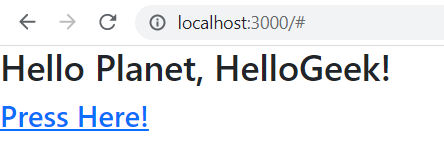 localhost:3000/#
Hello Planet, HelloGeek!
Press Here!